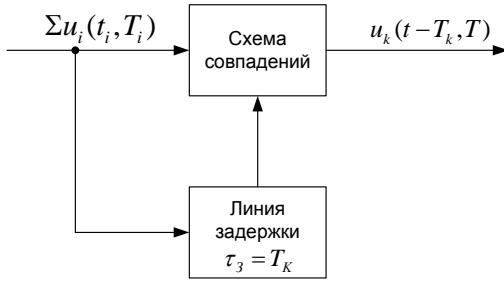 Σu_i(t_i, T_i)
Схема
совпадений
u_k(t−T_k, T)
Линия
задержки
τ_З = T_K